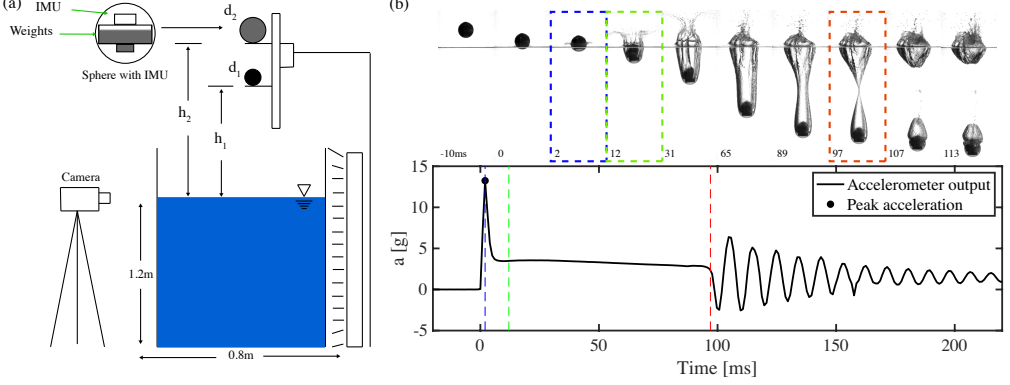 (a)
IMU
Weights
Sphere with IMU
d2
d1
h2
h1
Camera
1.2m
0.8m
(b)
-10ms 0 2 12 31 65 89 97 107 113
15
10
5
0
-5
a [g]
Accelerometer output
Peak acceleration
0 50 100 150 200
Time [ms]